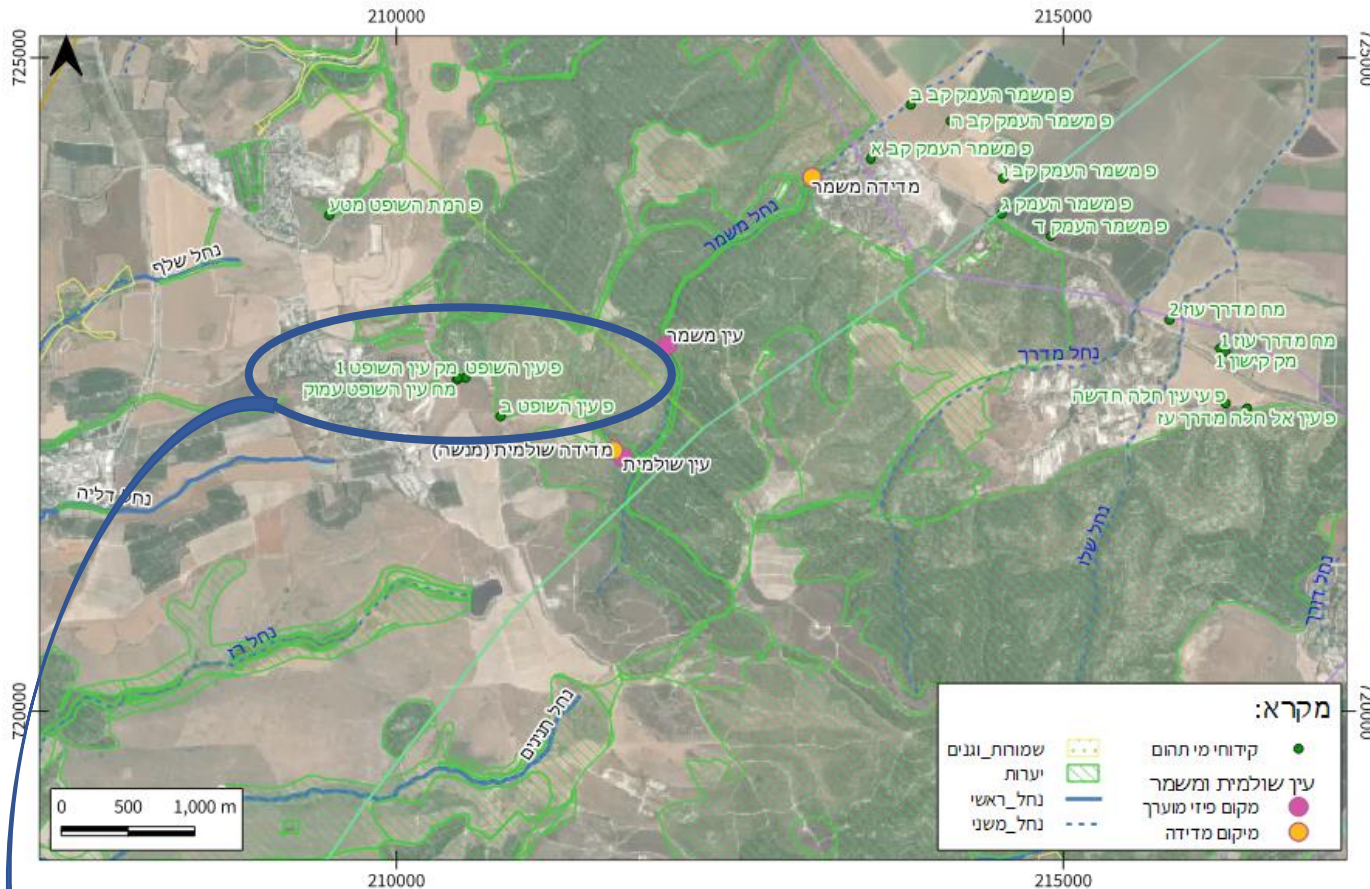 210000
215000
725000
פ משמר העמק קב ב
פ משמר העמק קב ה
פ משמר העמק קב א
מדידה משמר
פ משמר העמק קב ו
פ משמר העמק ג
פ משמר העמק ד
פ רמת השופט מטע
נחל משמר
נחל שלף
עין משמר
מח מדרך עוז 2
מח מדרך עוז 1
מק קישון 1
נחל מדרך
פ עין השופט
מק עין השופט 1
מח עין השופט עמוק
פ עין השופט ב
פ עי עין חלה חדשה
פ עין אל חלה מדרך עז
מדידה שולמית (מנשה)
עין שולמית
נחל דליה
נחל שלו
נחל רז
נחל תנינים
720000
מקרא:
קידוחי מי תהום
עין שולמית ומשמר
מקום פיזי מוערך
מיקום מדידה
שמורות_וגנים
יערות
נחל_ראשי
נחל_משני
0 500 1,000 m
210000
215000